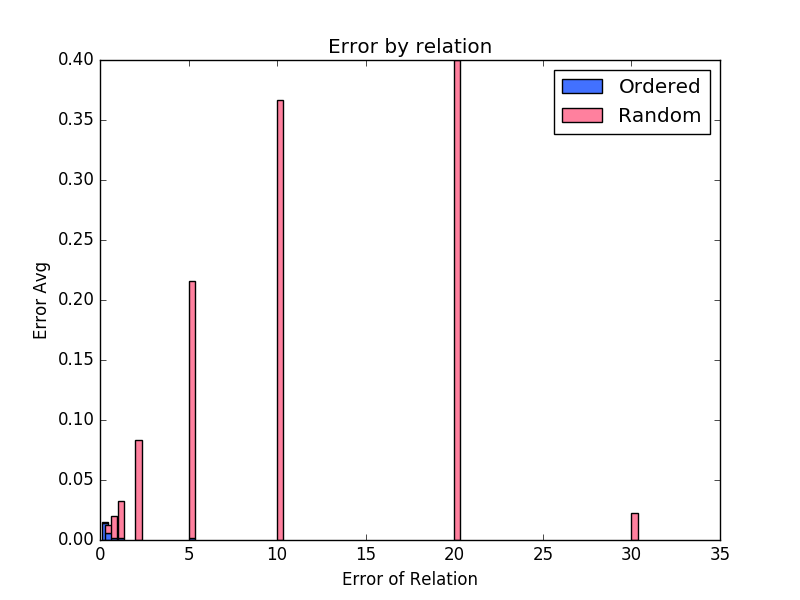 Error by relation
Ordered
Random
0.40
0.35
0.30
0.25
0.20
0.15
0.10
0.05
0.00
Error Avg
0 5 10 15 20 25 30 35
Error of Relation